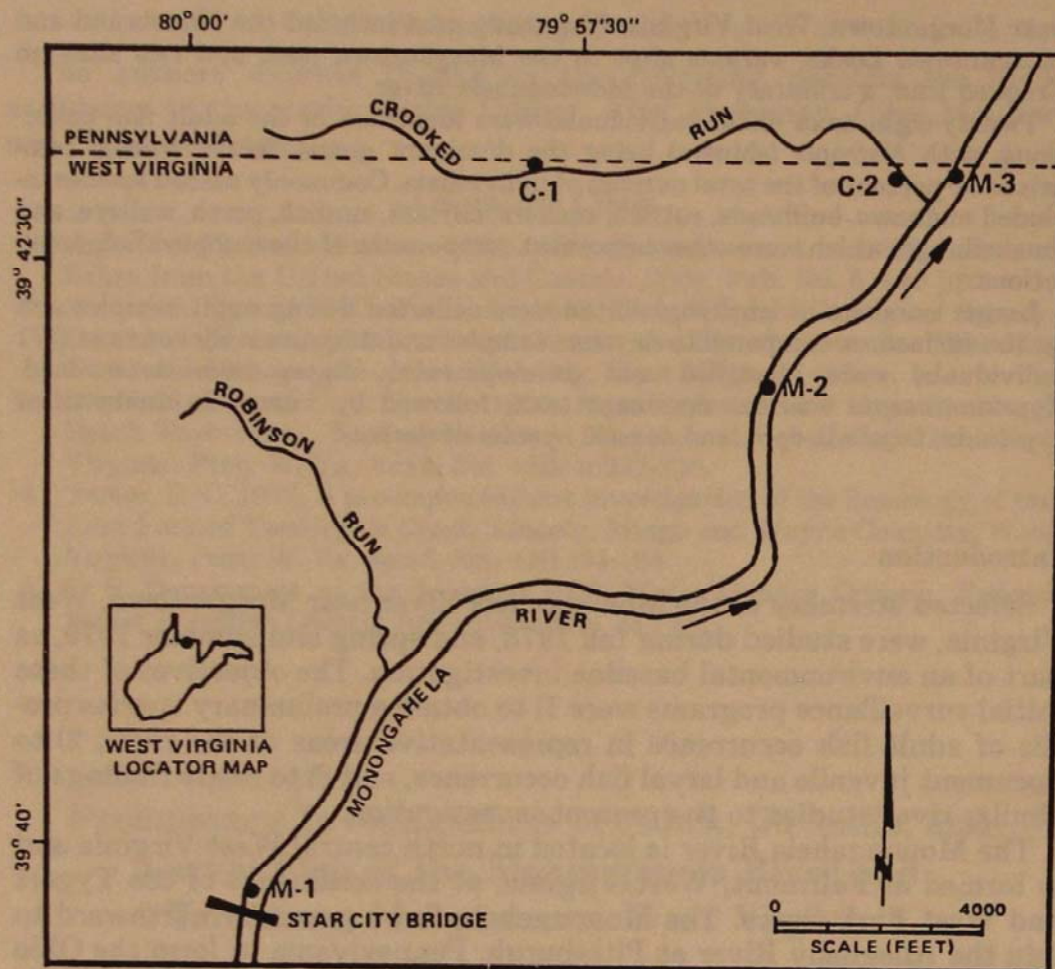 80° 00'
79° 57' 30"
PENNSYLVANIA
WEST VIRGINIA
CROOKED RUN
C-1
C-2
M-3
39° 42' 30"
M-2
ROBINSON RUN
MONONGAHELA RIVER
WEST VIRGINIA
LOCATOR MAP
39° 40'
M-1
STAR CITY BRIDGE
N
0 4000
SCALE (FEET)